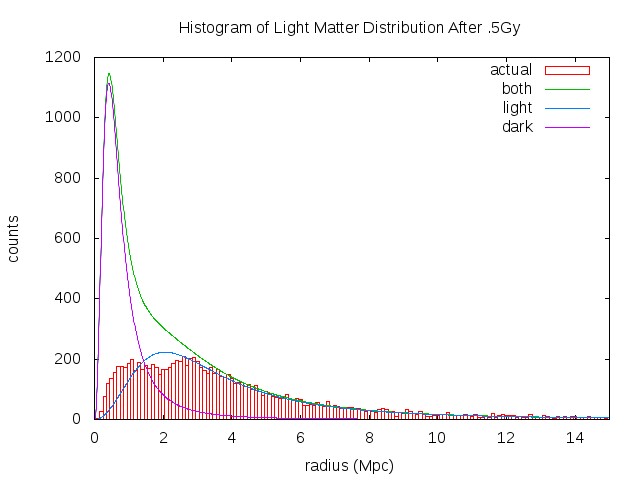 Histogram of Light Matter Distribution After .5Gy
1200
1000
800
600
400
200
0
counts
actual
both
light
dark
0 2 4 6 8 10 12 14
radius (Mpc)